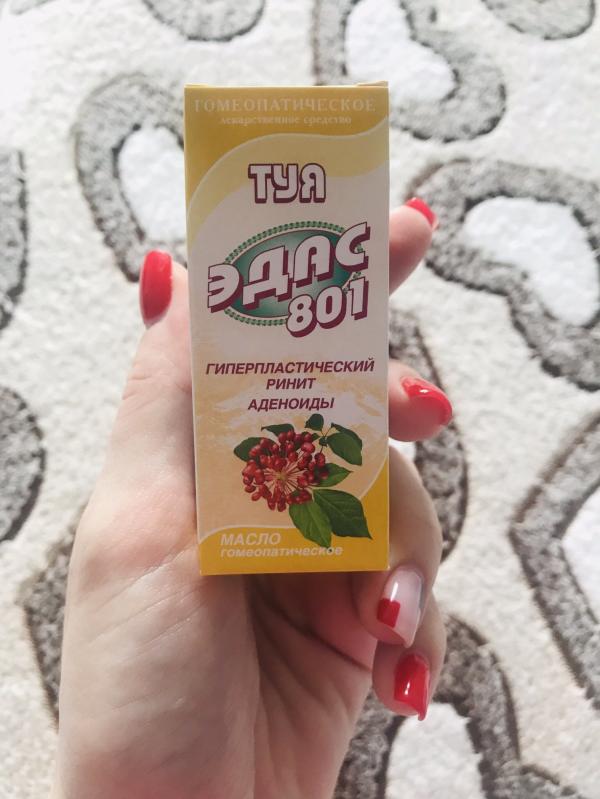 ГОМЕОПАТИЧЕСКОЕ
лекарственное средство
ТУЯ
ЭДАС
801
ГИПЕРПЛАСТИЧЕСКИЙ
РИНИТ
АДЕНОИДЫ
МАСЛО
гомеопатическое